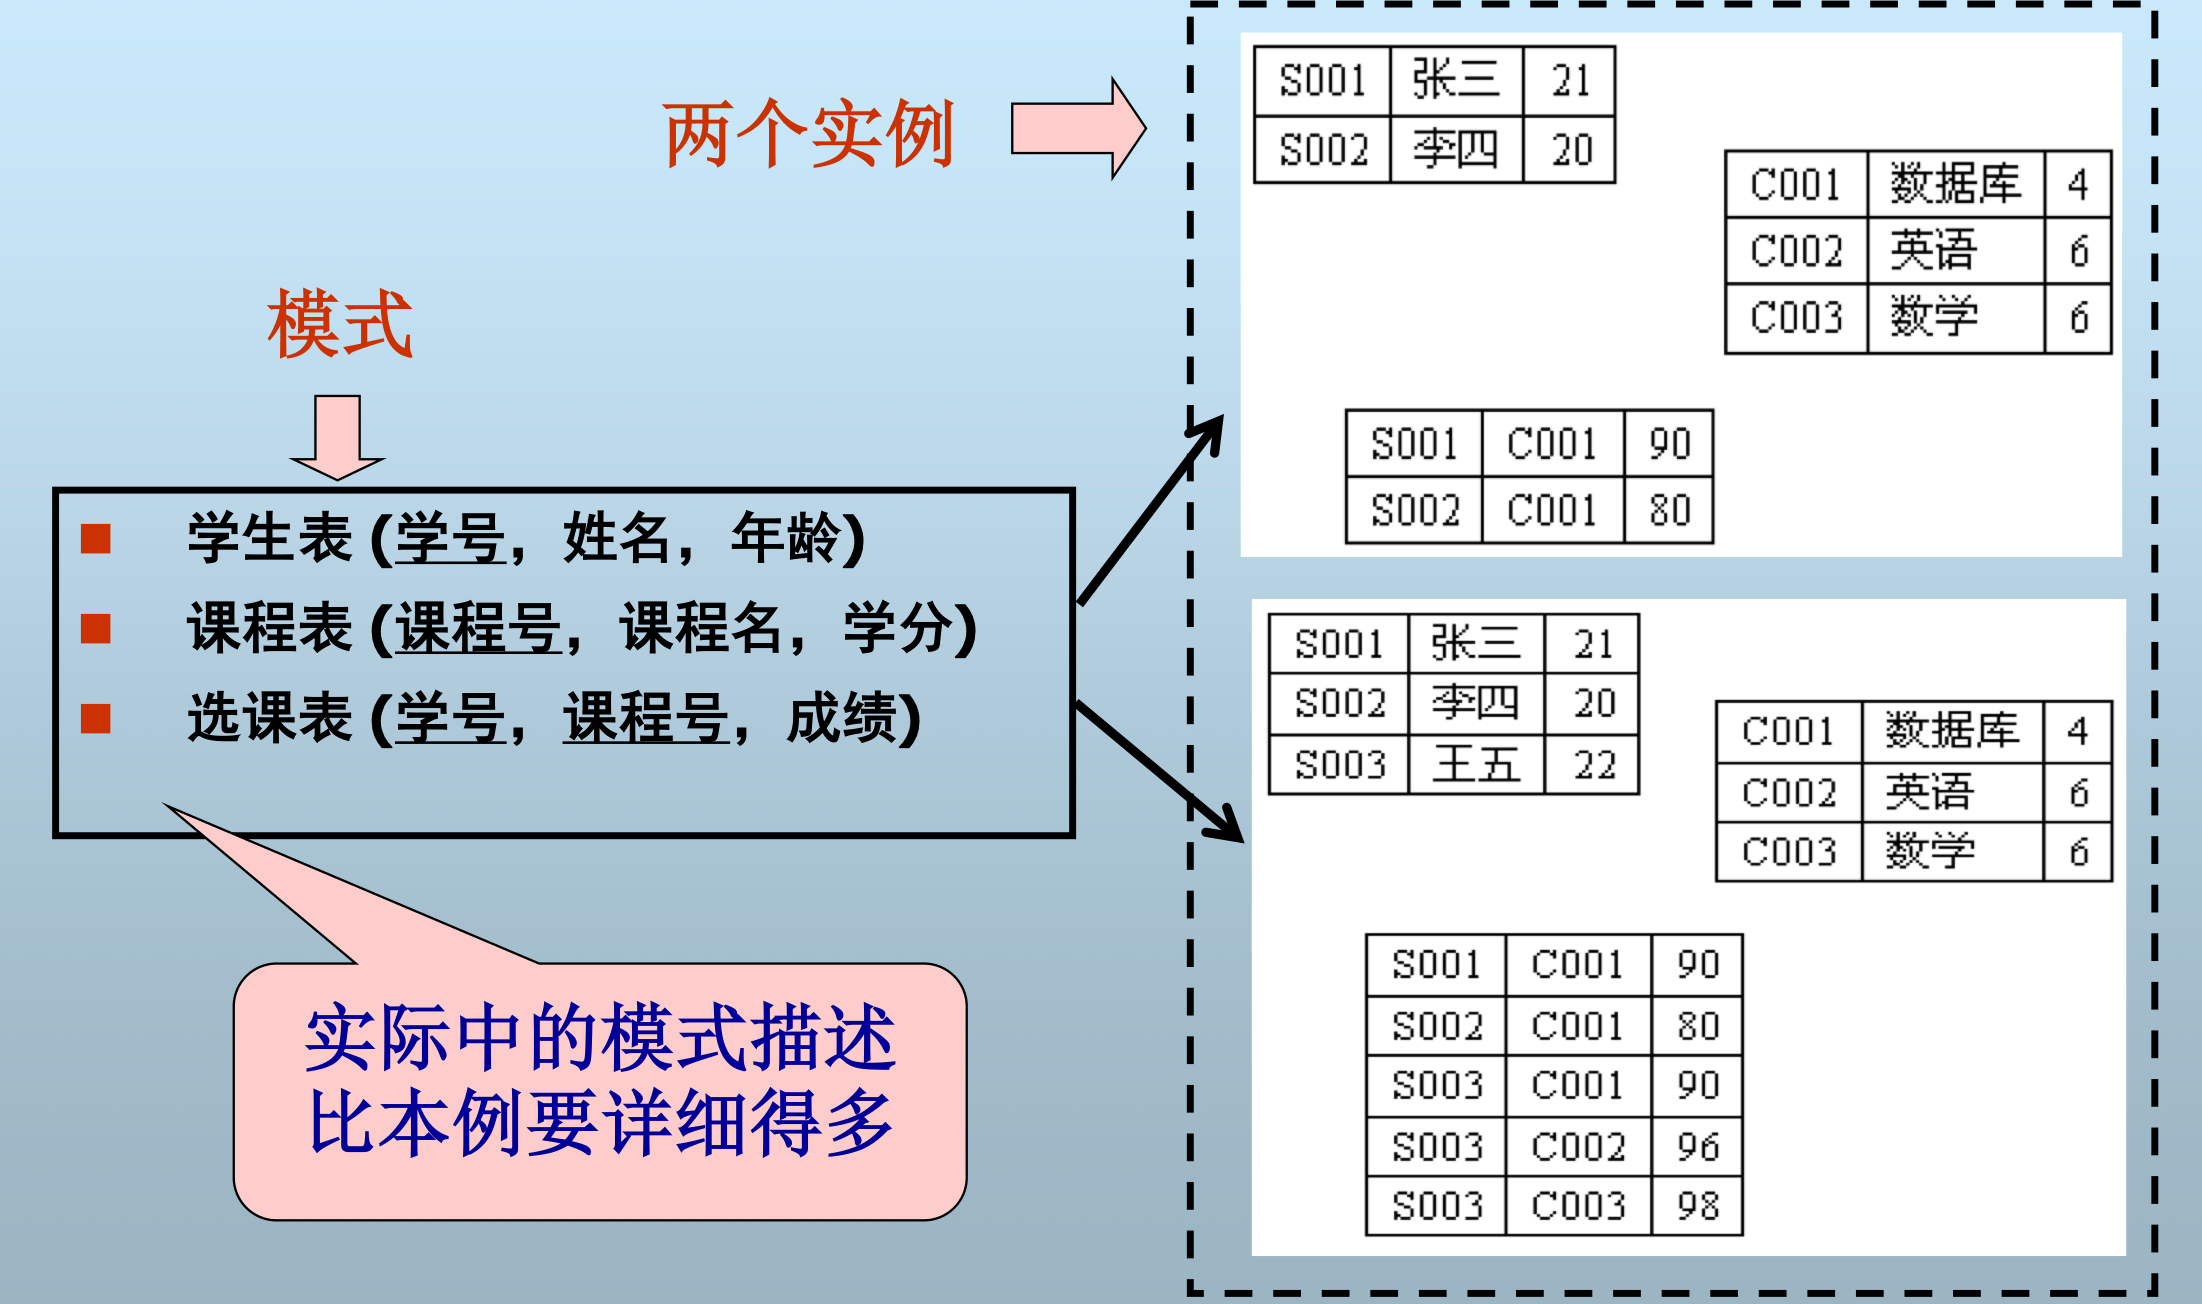 两个实例
模式
学生表(学号，姓名，年龄)
课程表(课程号，课程名，学分)
选课表(学号，课程号，成绩)
实际中的模式描述
比本例要详细得多
S001 张三 21
S002 李四 20
C001 数据库 4
C002 英语 6
C003 数学 6
S001 C001 90
S002 C001 80
S001 张三 21
S002 李四 20
S003 王五 22
C001 数据库 4
C002 英语 6
C003 数学 6
S001 C001 90
S002 C001 80
S003 C001 90
S003 C002 96
S003 C003 98